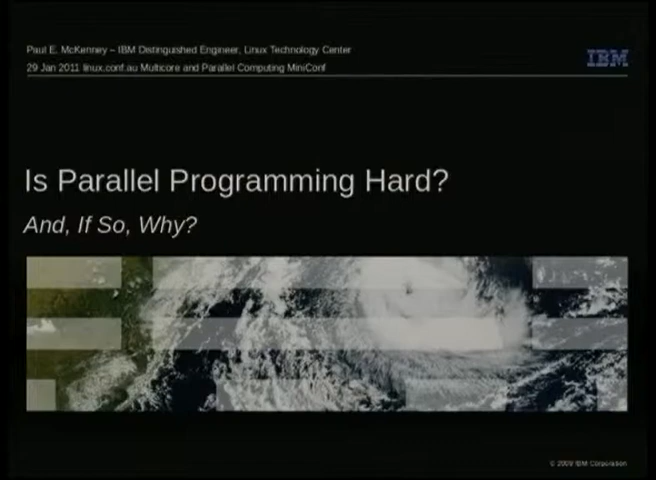 Paul E. McKenney – IBM Distinguished Engineer, Linux Technology Center
IBM
29 Jan 2011 linux.conf.au Multicore and Parallel Computing MiniConf
Is Parallel Programming Hard?
And, If So, Why?
© 2009 IBM Corporation